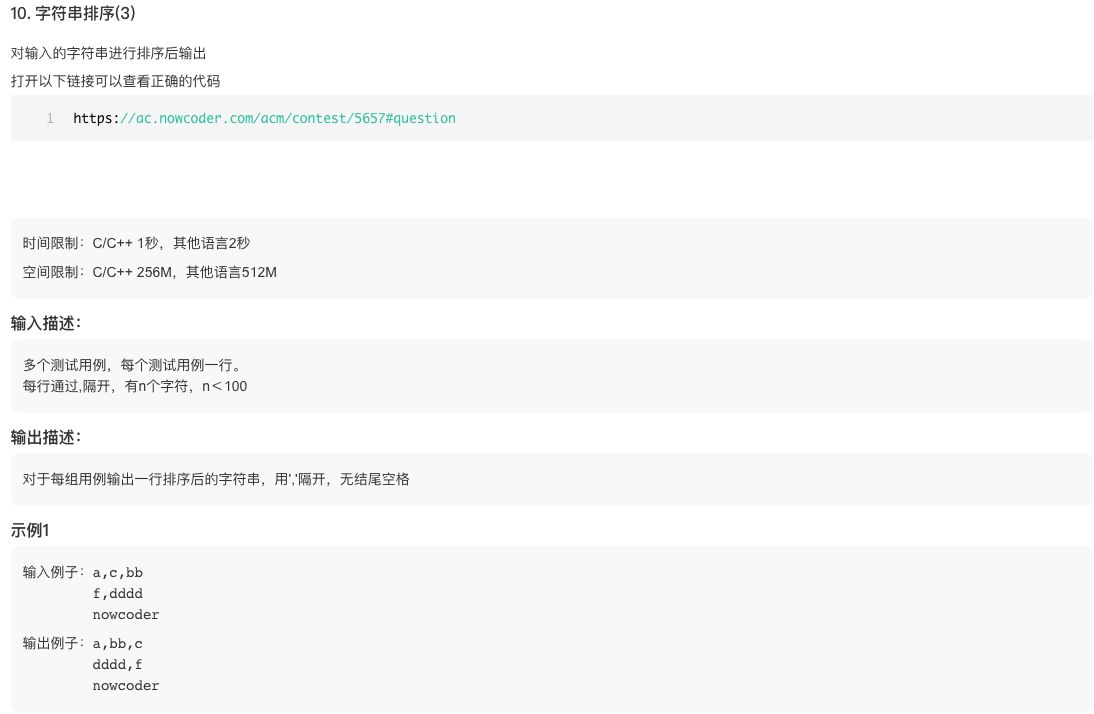 10. 字符串排序(3)
对输入的字符串进行排序后输出
打开以下链接可以查看正确的代码
1 https://ac.nowcoder.com/acm/contest/5657#question
时间限制：C/C++ 1秒，其他语言2秒
空间限制：C/C++ 256M，其他语言512M
输入描述：
多个测试用例，每个测试用例一行。
每行通过,隔开，有n个字符，n＜100
输出描述：
对于每组用例输出一行排序后的字符串，用','隔开，无结尾空格
示例1
输入例子：a,c,bb
f,dddd
nowcoder
输出例子：a,bb,c
dddd,f
nowcoder